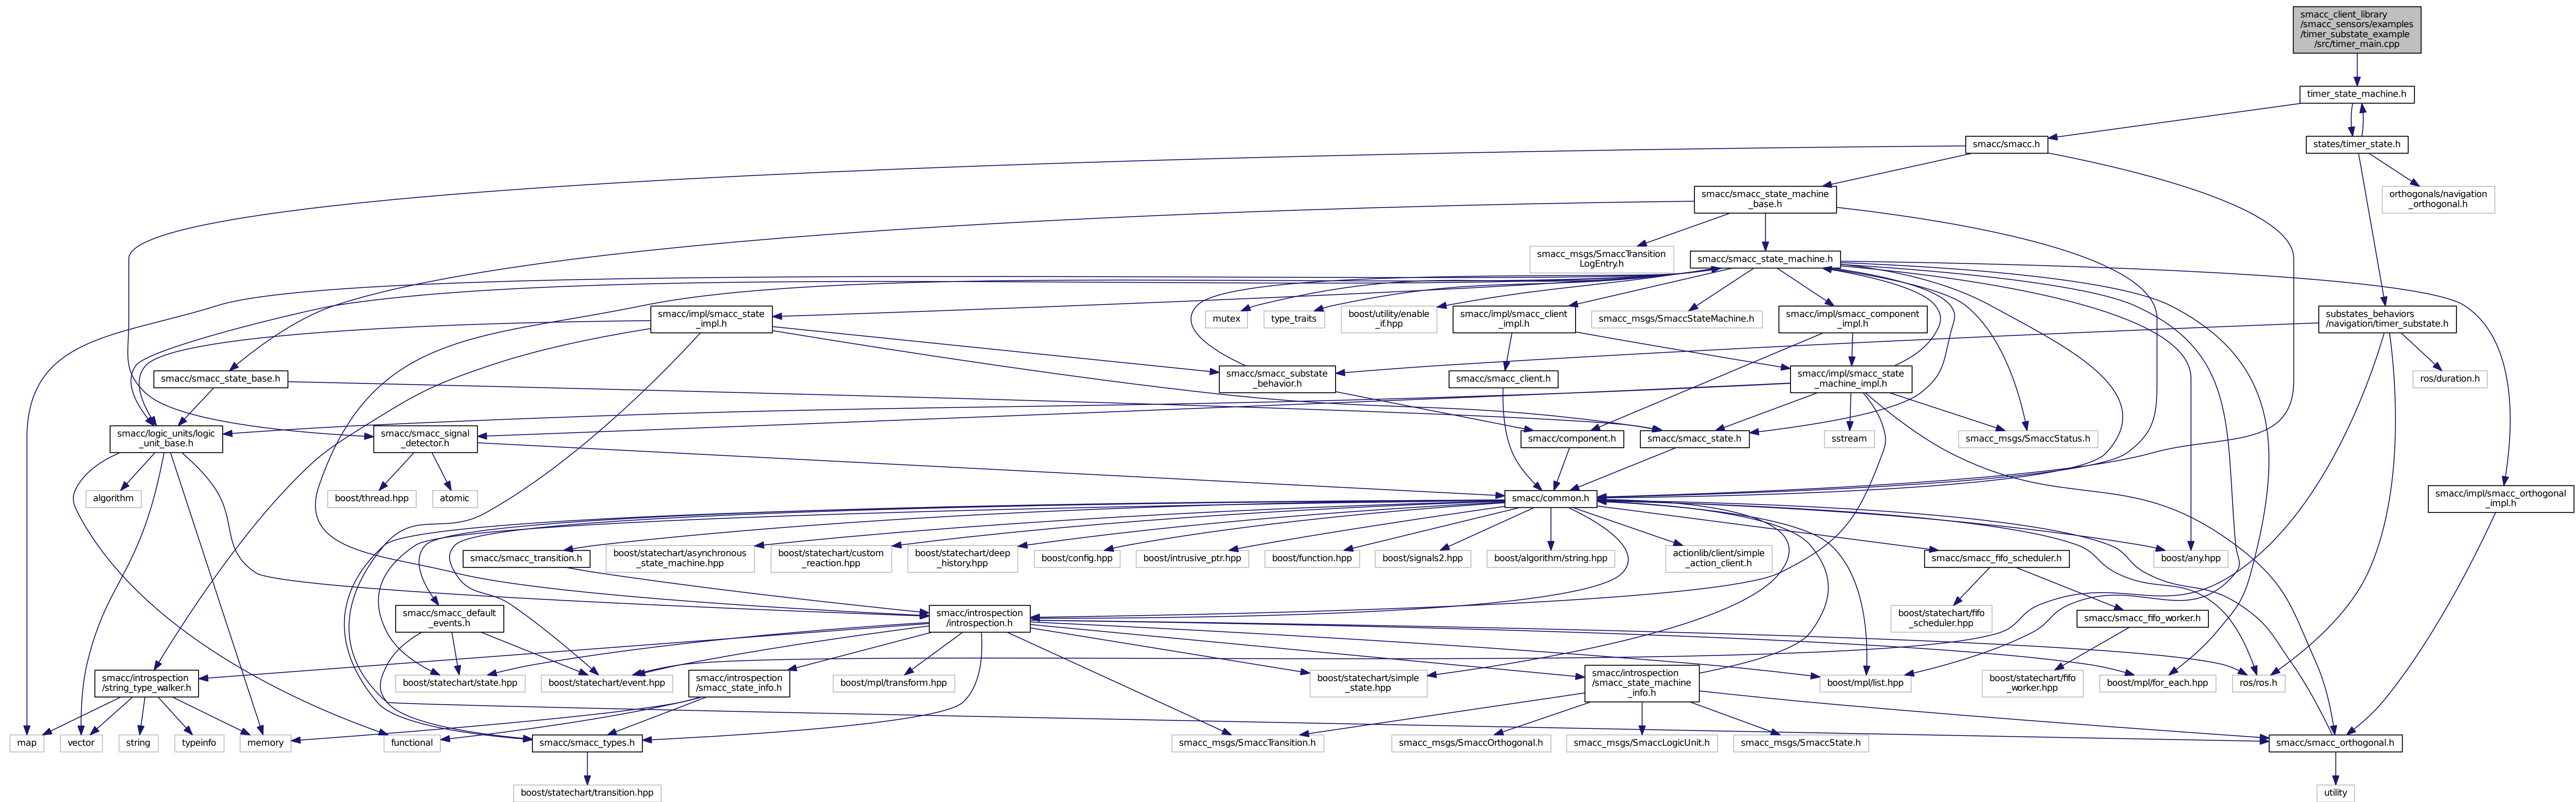 smacc_client_library
/smacc_sensors/examples
/timer_substate_example
/src/timer_main.cpp
timer_state_machine.h
smacc/smacc.h
states/timer_state.h
smacc/smacc_state_machine
_base.h
orthogonals/navigation
_orthogonal.h
smacc_msgs/SmaccTransition
LogEntry.h
smacc/smacc_state_machine.h
smacc/impl/smacc_state
_impl.h
mutex
type_traits
boost/utility/enable
_if.hpp
smacc/impl/smacc_client
_impl.h
smacc_msgs/SmaccStateMachine.h
smacc/impl/smacc_component
_impl.h
substates_behaviors
/navigation/timer_substate.h
smacc/smacc_state_base.h
smacc/smacc_substate
_behavior.h
smacc/smacc_client.h
smacc/impl/smacc_state
_machine_impl.h
ros/duration.h
smacc/logic_units/logic
_unit_base.h
smacc/smacc_signal
_detector.h
smacc/component.h
smacc/smacc_state.h
sstream
smacc_msgs/SmaccStatus.h
algorithm
boost/thread.hpp
atomic
smacc/common.h
smacc/impl/smacc_orthogonal
_impl.h
smacc/smacc_transition.h
boost/statechart/asynchronous
_state_machine.hpp
boost/statechart/custom
_reaction.hpp
boost/statechart/deep
_history.hpp
boost/config.hpp
boost/intrusive_ptr.hpp
boost/function.hpp
boost/signals2.hpp
boost/algorithm/string.hpp
actionlib/client/simple
_action_client.h
smacc/smacc_fifo_scheduler.h
boost/any.hpp
smacc/smacc_default
_events.h
smacc/introspection
/introspection.h
boost/statechart/fifo
_scheduler.hpp
smacc/smacc_fifo_worker.h
smacc/introspection
/string_type_walker.h
boost/statechart/state.hpp
boost/statechart/event.hpp
smacc/introspection
/smacc_state_info.h
boost/mpl/transform.hpp
boost/statechart/simple
_state.hpp
smacc/introspection
/smacc_state_machine
_info.h
boost/mpl/list.hpp
boost/statechart/fifo
_worker.hpp
boost/mpl/for_each.hpp
ros/ros.h
map
vector
string
typeinfo
memory
functional
smacc/smacc_types.h
smacc_msgs/SmaccTransition.h
smacc_msgs/SmaccOrthogonal.h
smacc_msgs/SmaccLogicUnit.h
smacc_msgs/SmaccState.h
smacc/smacc_orthogonal.h
boost/statechart/transition.hpp
utility